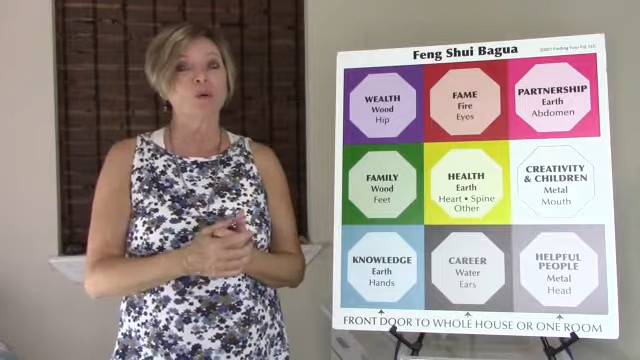 Feng Shui Bagua
WEALTH
Wood
Hip
FAME
Fire
Eyes
PARTNERSHIP
Earth
Abdomen
FAMILY
Wood
Feet
HEALTH
Earth
Heart • Spine
Other
CREATIVITY
& CHILDREN
Metal
Mouth
KNOWLEDGE
Earth
Hands
CAREER
Water
Ears
HELPFUL
PEOPLE
Metal
Head
FRONT DOOR TO WHOLE HOUSE OR ONE ROOM